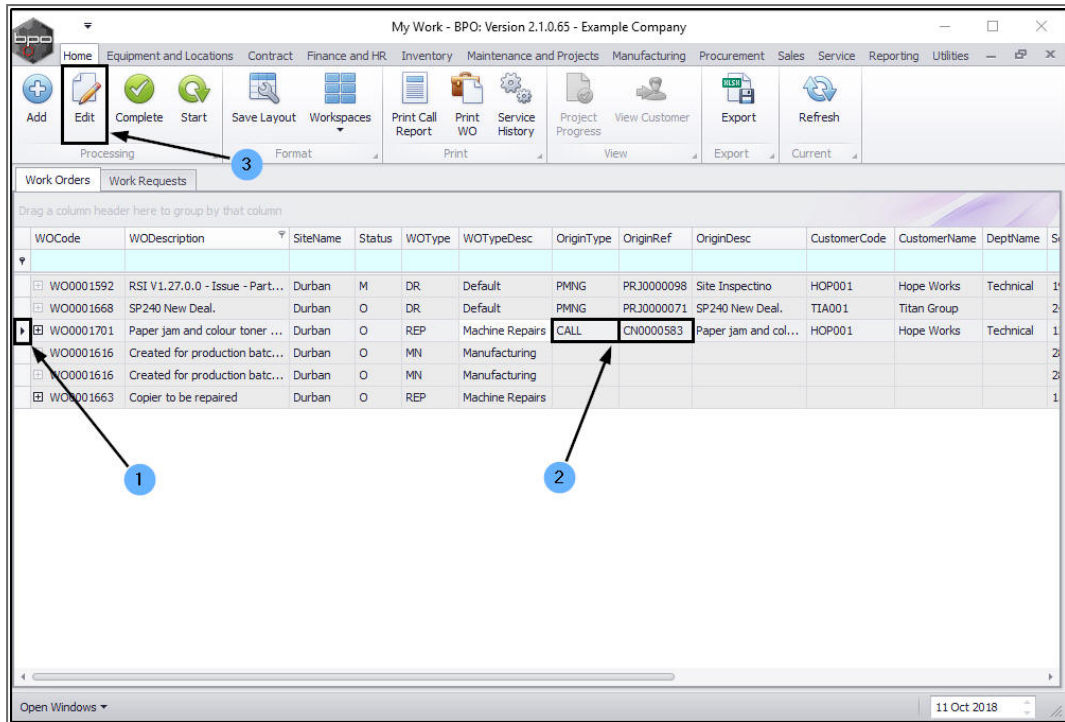 bpo
My Work - BPO: Version 2.1.0.65 - Example Company
Home Equipment and Locations Contract Finance and HR Inventory Maintenance and Projects Manufacturing Procurement Sales Service Reporting Utilities
Add Edit Complete Start Save Layout Workspaces Print Call Report Print WO Service History Project Progress View Customer Export Refresh
Processing Format Print View Export Current
3
Work Orders Work Requests
Drag a column header here to group by that column
WOCode WODescription SiteName Status WOType WOTypeDesc OriginType OriginRef OriginDesc CustomerCode CustomerName DeptName
WO0001592 RSI V1.27.0.0 - Issue - Part... Durban M DR Default PMNG PRJ0000098 Site Inspectino HOP001 Hope Works Technical
WO0001668 SP240 New Deal. Durban O DR Default PMNG PRJ0000071 SP240 New Deal. TIA001 Titan Group
WO0001701 Paper jam and colour toner ... Durban O REP Machine Repairs CALL CN0000583 Paper jam and col... HOP001 Hope Works Technical
WO0001616 Created for production batc... Durban O MN Manufacturing
WO0001616 Created for production batc... Durban O MN Manufacturing
WO0001663 Copier to be repaired Durban O REP Machine Repairs
1 2
Open Windows 11 Oct 2018